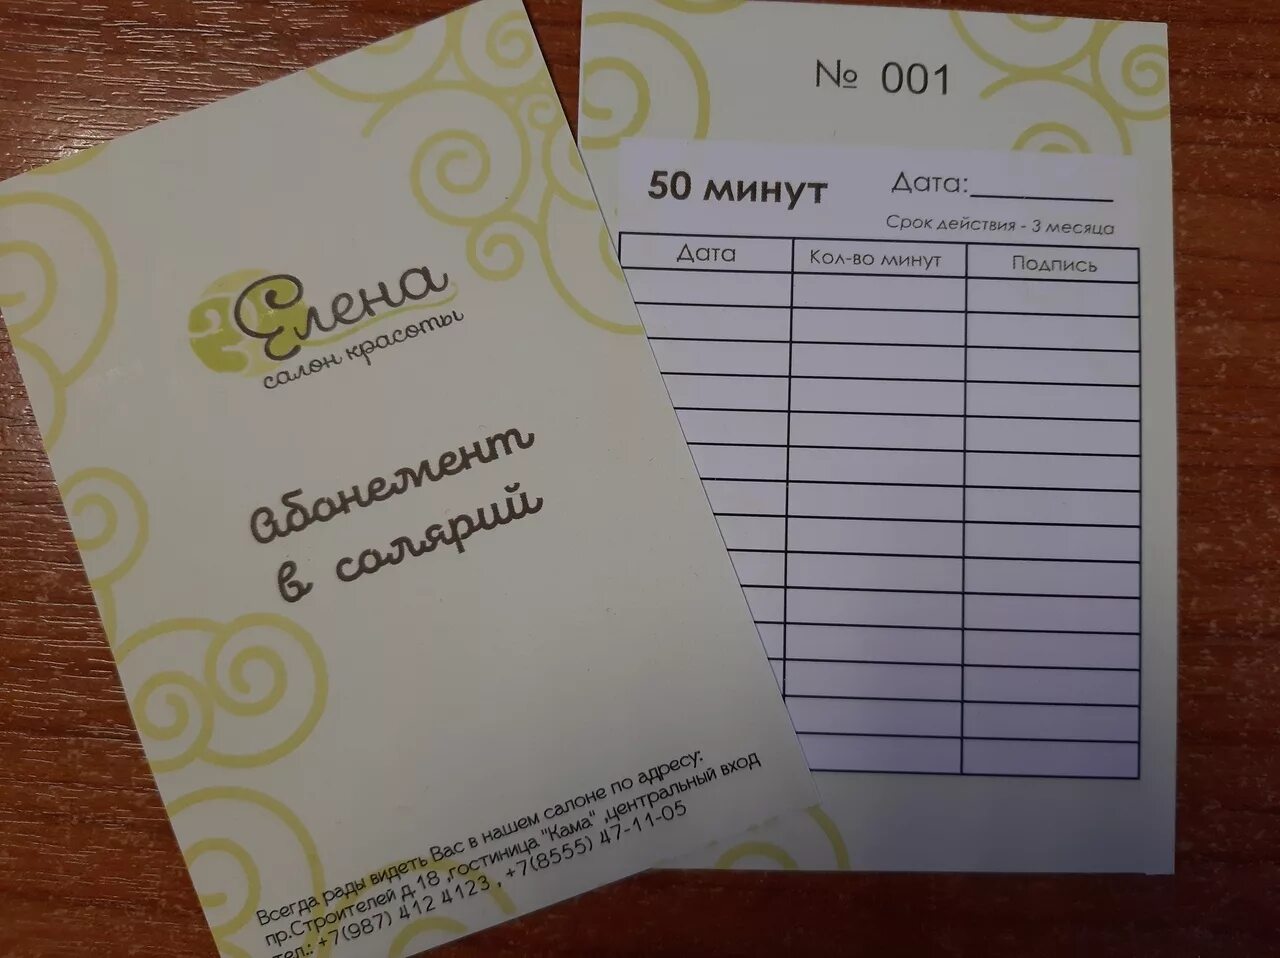 Елена
салон красоты
Абонемент
в солярий
Всегда рады видеть Вас в нашем салоне по адресу:
пр.Строителей д.18 ,гостиница "Кама" ,центральный вход
тел.: +7(987) 412 4123 , +7(8555) 47-11-05
№ 001
50 минут Дата:__________
Срок действия - 3 месяца
Дата Кол-во минут Подпись